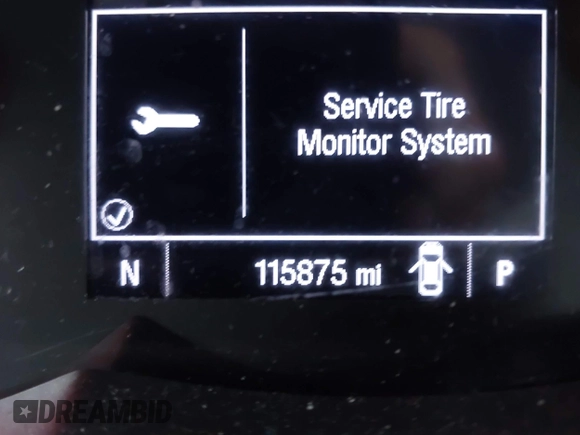 Service Tire
Monitor System
N 115875 mi P
DREAMBID